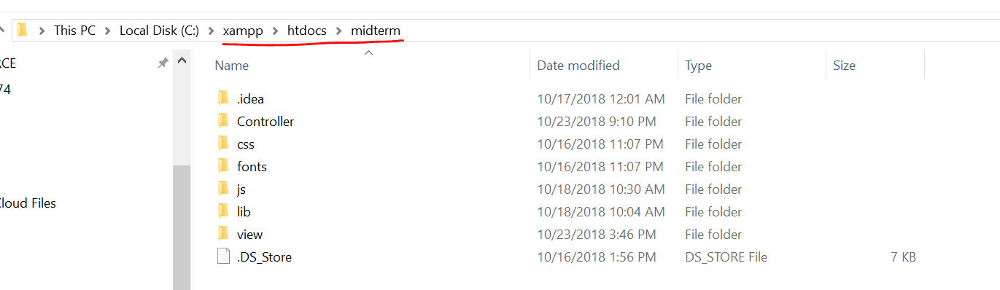 This PC > Local Disk (C:) > xampp > htdocs > midterm
Name Date modified Type Size
RCE
74
Cloud Files
.idea 10/17/2018 12:01 AM File folder
Controller 10/23/2018 9:10 PM File folder
css 10/16/2018 11:07 PM File folder
fonts 10/16/2018 11:07 PM File folder
js 10/18/2018 10:30 AM File folder
lib 10/18/2018 10:04 AM File folder
view 10/23/2018 3:46 PM File folder
.DS_Store 10/16/2018 1:56 PM DS_STORE File 7 KB